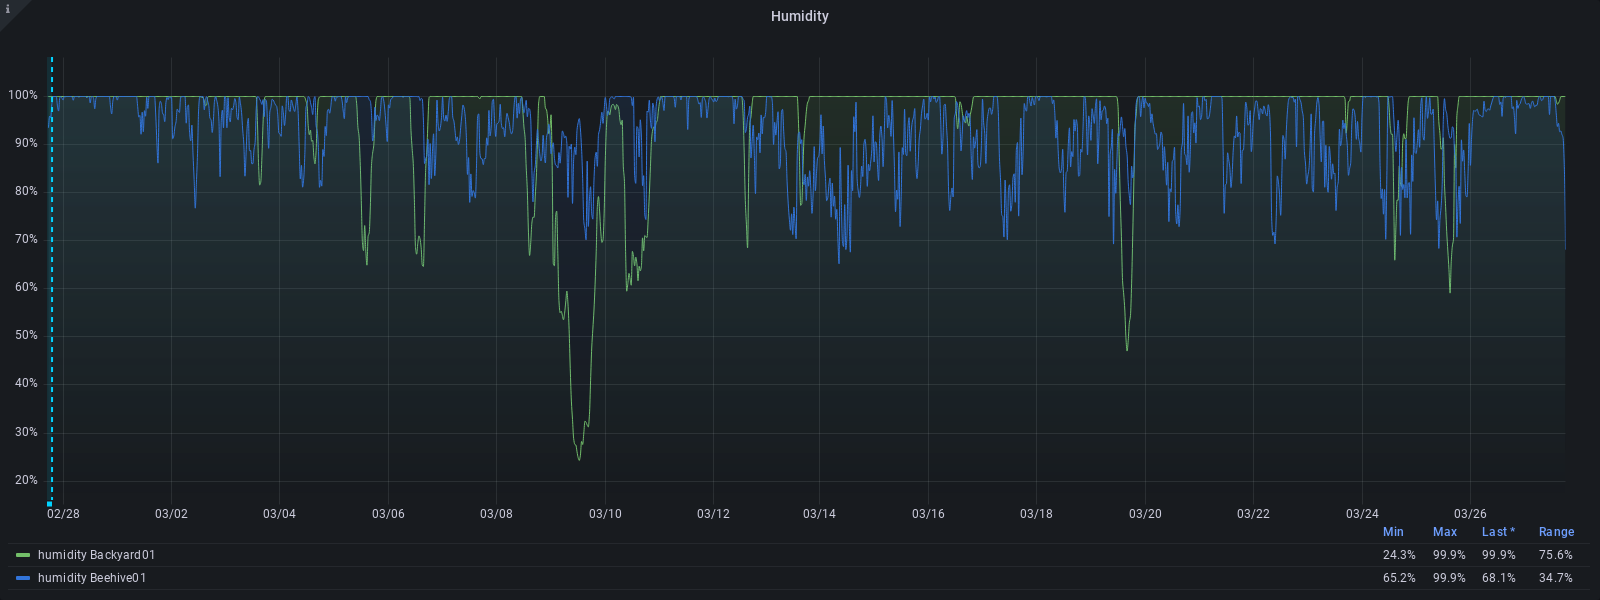 i
Humidity
100%
90%
80%
70%
60%
50%
40%
30%
20%
02/28 03/02 03/04 03/06 03/08 03/10 03/12 03/14 03/16 03/18 03/20 03/22 03/24 03/26
Min Max Last * Range
humidity Backyard01 24.3% 99.9% 99.9% 75.6%
humidity Beehive01 65.2% 99.9% 68.1% 34.7%